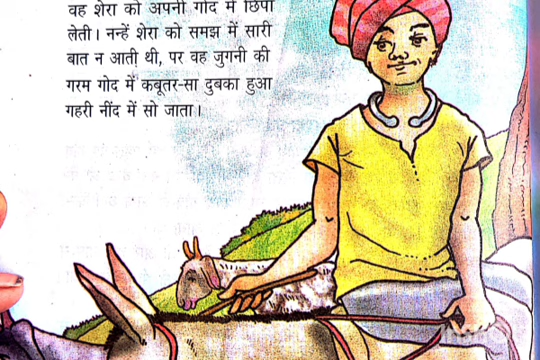 वह शेरा को अपनी गोद में छिपा
लेती। नन्हें शेरा को समझ में सारी
बात न आती थी, पर वह जुगनी की
गरम गोद में कबूतर-सा दुबका हुआ
गहरी नींद में सो जाता।